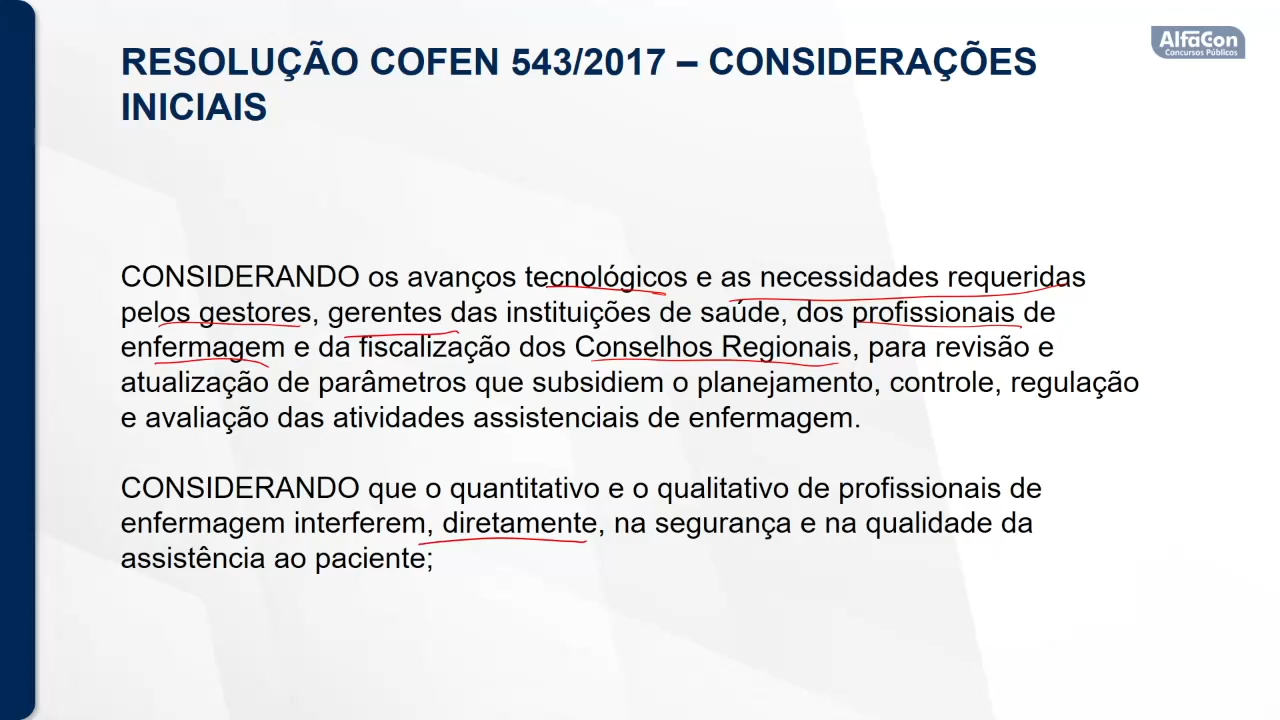 AlfaCon
Concursos Públicos
RESOLUÇÃO COFEN 543/2017 – CONSIDERAÇÕES
INICIAIS
CONSIDERANDO os avanços tecnológicos e as necessidades requeridas
pelos gestores, gerentes das instituições de saúde, dos profissionais de
enfermagem e da fiscalização dos Conselhos Regionais, para revisão e
atualização de parâmetros que subsidiem o planejamento, controle, regulação
e avaliação das atividades assistenciais de enfermagem.
CONSIDERANDO que o quantitativo e o qualitativo de profissionais de
enfermagem interferem, diretamente, na segurança e na qualidade da
assistência ao paciente;